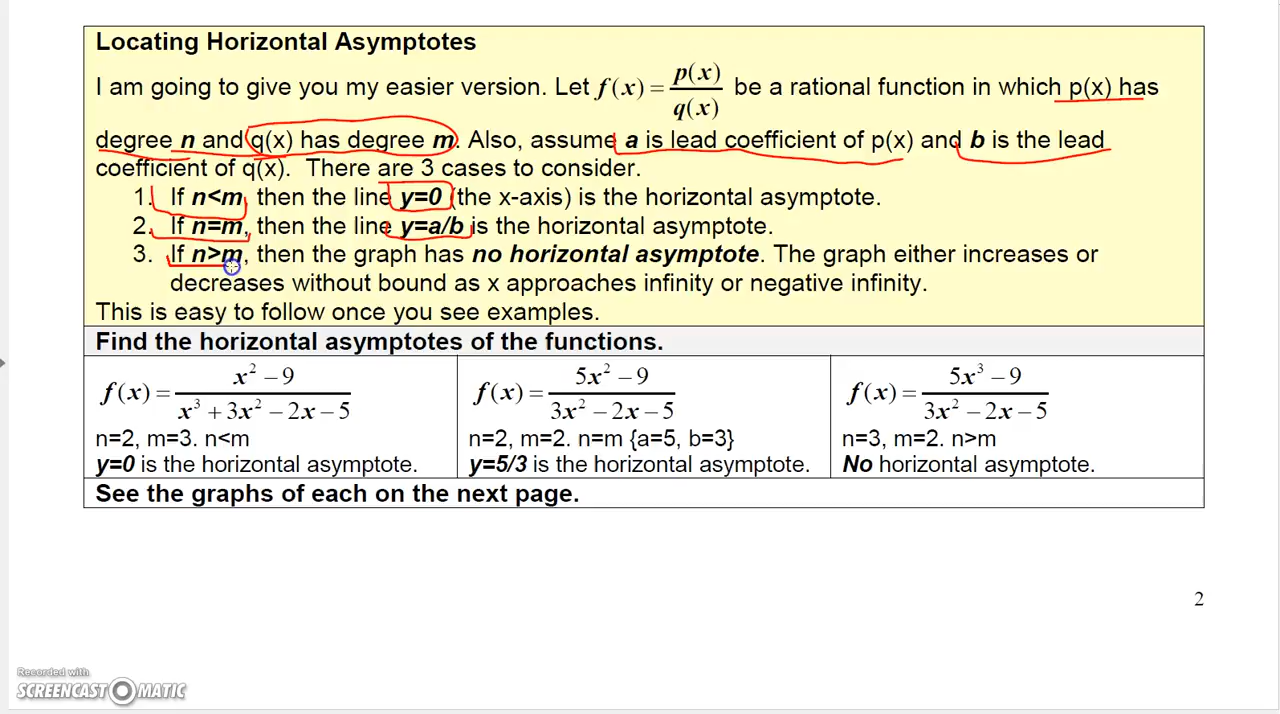 Locating Horizontal Asymptotes
I am going to give you my easier version. Let f(x) = p(x)/q(x) be a rational function in which p(x) has
degree n and q(x) has degree m. Also, assume a is lead coefficient of p(x) and b is the lead
coefficient of q(x). There are 3 cases to consider.
1. If n<m, then the line y=0 (the x-axis) is the horizontal asymptote.
2. If n=m, then the line y=a/b is the horizontal asymptote.
3. If n>m, then the graph has no horizontal asymptote. The graph either increases or
decreases without bound as x approaches infinity or negative infinity.
This is easy to follow once you see examples.
Find the horizontal asymptotes of the functions.
f(x) = (x² − 9)/(x³ + 3x² − 2x − 5)
n=2, m=3. n<m
y=0 is the horizontal asymptote.
f(x) = (5x² − 9)/(3x² − 2x − 5)
n=2, m=2. n=m {a=5, b=3}
y=5/3 is the horizontal asymptote.
f(x) = (5x³ − 9)/(3x² − 2x − 5)
n=3, m=2. n>m
No horizontal asymptote.
See the graphs of each on the next page.
2
Recorded with
SCREENCAST-O-MATIC